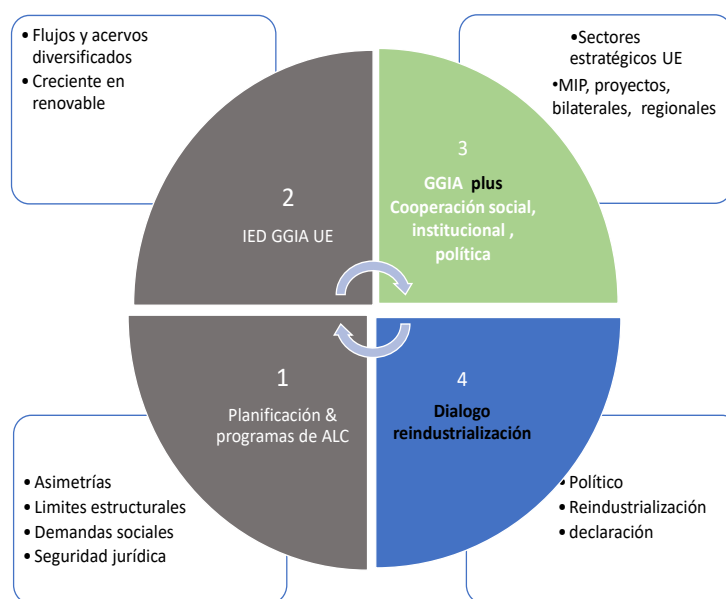 • Flujos y acervos
diversificados
• Creciente en
renovable
•Sectores
estratégicos UE
•MIP, proyectos,
bilaterales, regionales
2
IED GGIA UE
3
GGIA plus
Cooperación social,
institucional ,
política
1
Planificación &
programas de ALC
4
Dialogo
reindustrialización
• Asimetrías
• Limites estructurales
• Demandas sociales
• Seguridad jurídica
• Político
• Reindustrialización
• declaración